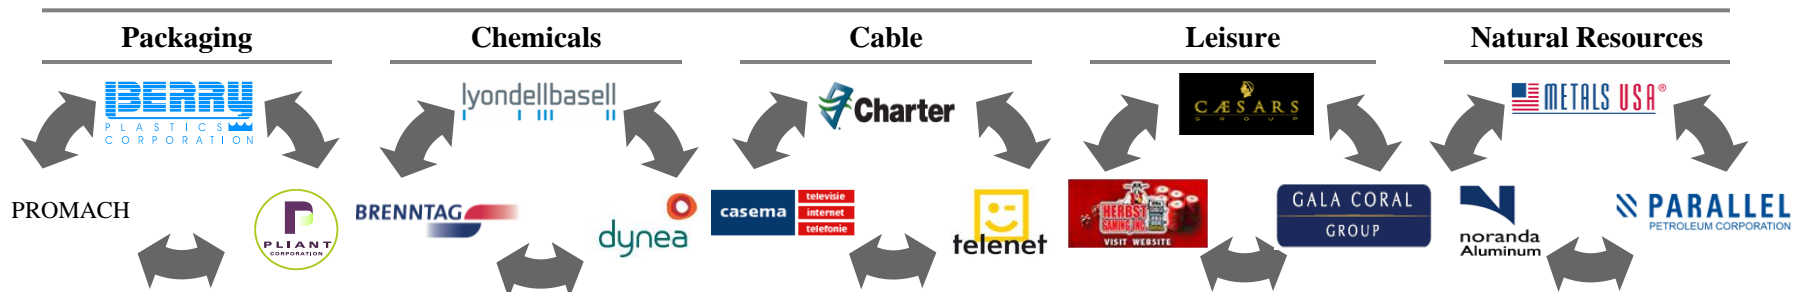 Packaging
Chemicals
Cable
Leisure
Natural Resources
BERRY
PLASTICS
CORPORATION
lyondellbasell
Charter
CÆSARS
GROUP
METALS USA®
PROMACH
PLIANT
CORPORATION
BRENNTAG
dynea
casema
televisie
internet
telefonie
telenet
HERBST
GAMING, INC.
VISIT WEBSITE
GALA CORAL
GROUP
noranda
Aluminum
PARALLEL
PETROLEUM CORPORATION